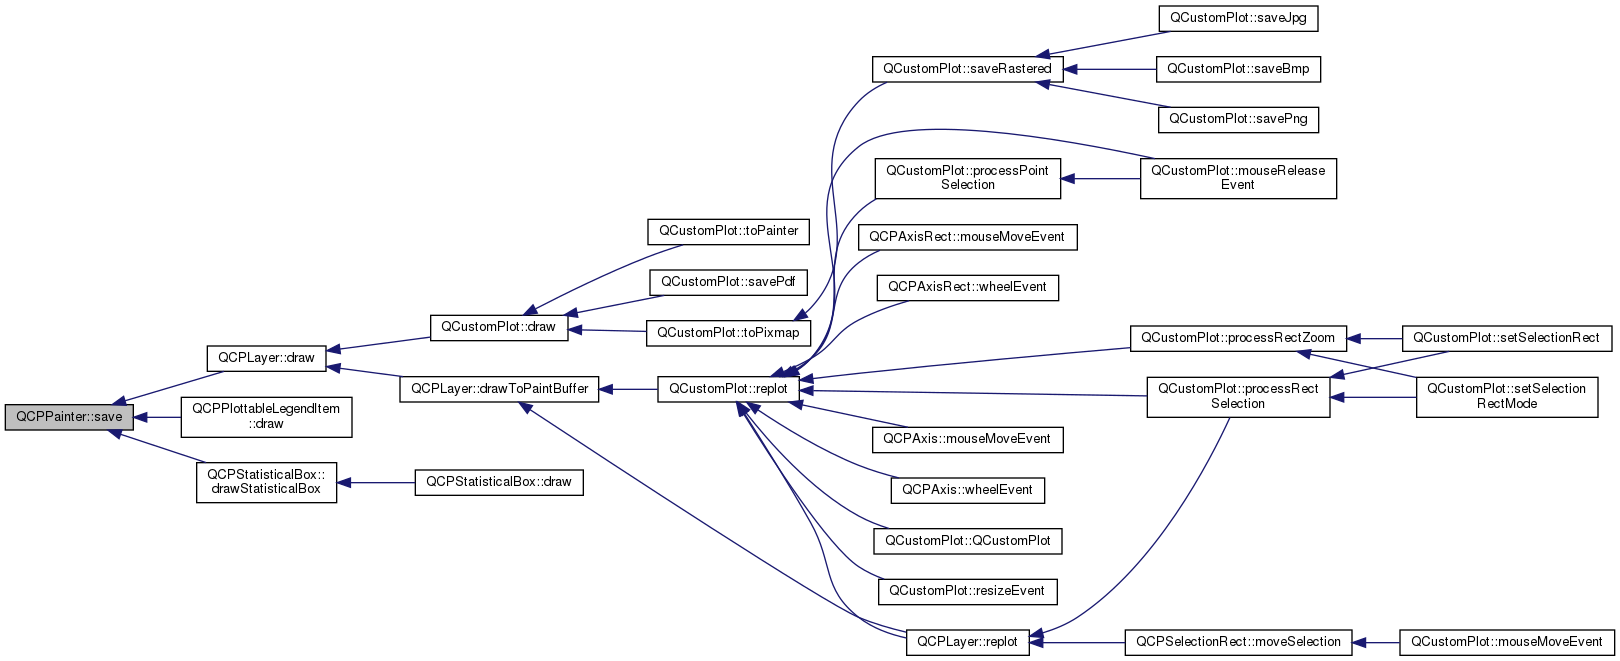 QCustomPlot::saveJpg
QCustomPlot::saveRastered
QCustomPlot::saveBmp
QCustomPlot::savePng
QCustomPlot::processPoint
Selection
QCustomPlot::mouseRelease
Event
QCustomPlot::toPainter
QCPAxisRect::mouseMoveEvent
QCustomPlot::savePdf
QCPAxisRect::wheelEvent
QCustomPlot::draw
QCustomPlot::toPixmap
QCustomPlot::processRectZoom
QCustomPlot::setSelectionRect
QCPLayer::draw
QCPLayer::drawToPaintBuffer
QCustomPlot::replot
QCustomPlot::processRect
Selection
QCustomPlot::setSelection
RectMode
QCPPainter::save
QCPPlottableLegendItem
::draw
QCPAxis::mouseMoveEvent
QCPStatisticalBox::
drawStatisticalBox
QCPStatisticalBox::draw
QCPAxis::wheelEvent
QCustomPlot::QCustomPlot
QCustomPlot::resizeEvent
QCPLayer::replot
QCPSelectionRect::moveSelection
QCustomPlot::mouseMoveEvent